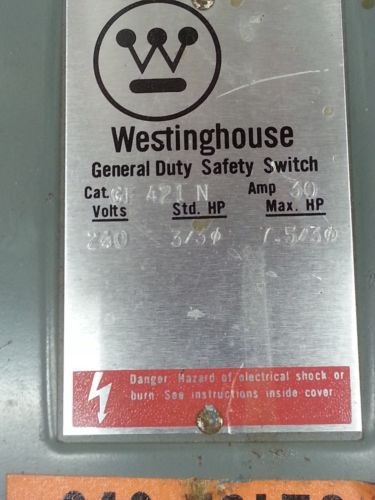 Westinghouse
General Duty Safety Switch
Cat. GF 421 N Amp 30
Volts Std. HP Max. HP
240 3/3φ 7.5/3φ
Danger. Hazard of electrical shock or
burn. See instructions inside cover.